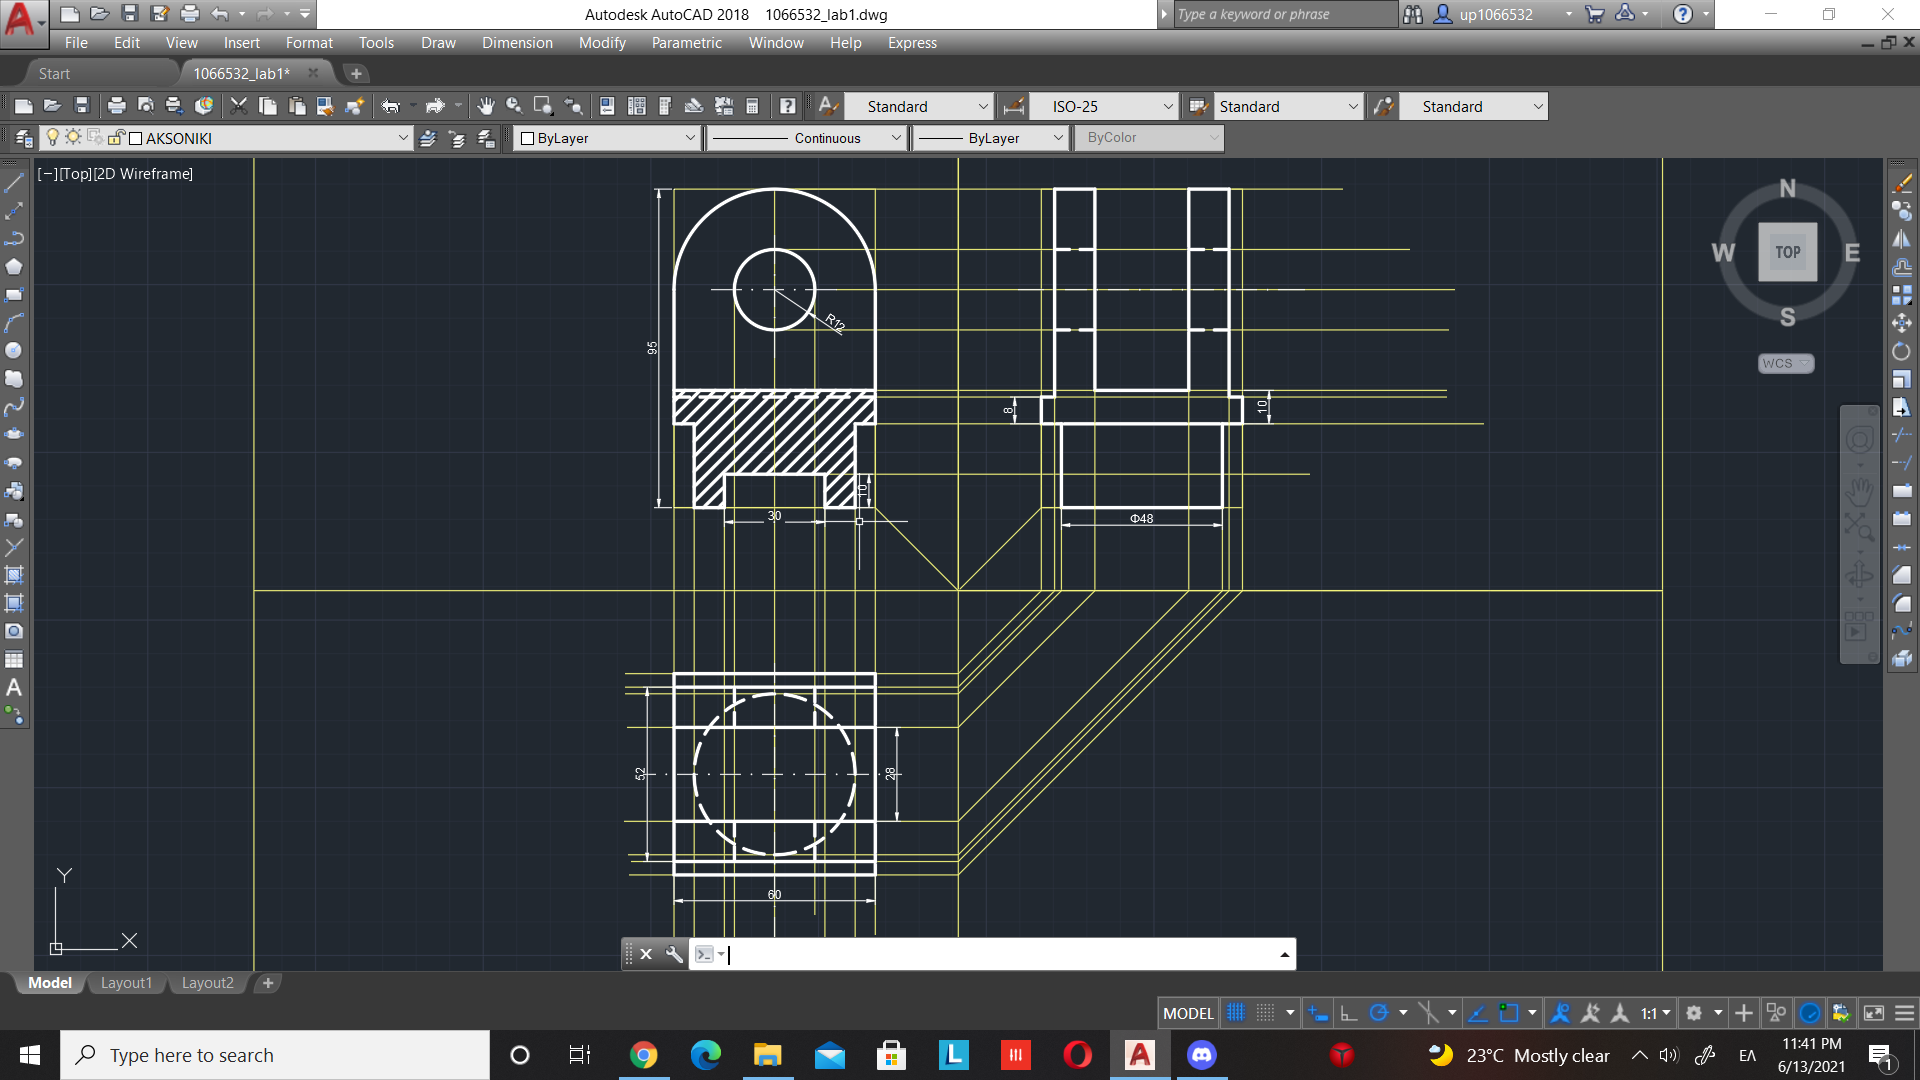 Autodesk AutoCAD 2018 1066532_lab1.dwg
Type a keyword or phrase
up1066532
File Edit View Insert Format Tools Draw Dimension Modify Parametric Window Help Express
Start
1066532_lab1*
Standard
ISO-25
Standard
Standard
AKSONIKI
ByLayer
Continuous
ByLayer
ByColor
[−][Top][2D Wireframe]
N
W
TOP
E
S
WCS
R12
95
8
10
10
30
Φ48
52
28
60
Y
X
Model Layout1 Layout2
MODEL
1:1
Type here to search
23°C Mostly clear
ΕΛ
11:41 PM
6/13/2021
1